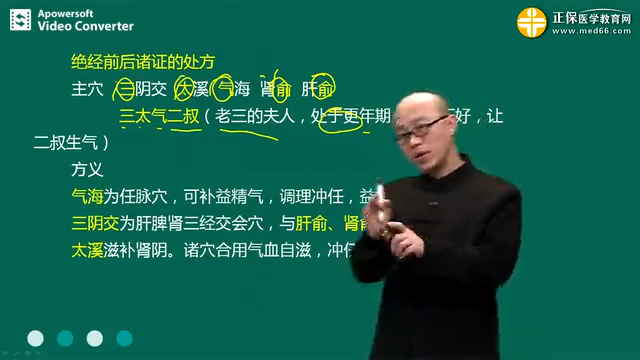 Apowersoft
Video Converter
正保医学教育网
www.med66.com
绝经前后诸证的处方
主穴 三阴交 太溪 气海 肾俞 肝俞
三太气二叔（老三的夫人，处于更年期，好，让
二叔生气）
方义
气海为任脉穴，可补益精气，调理冲任，益
三阴交为肝脾肾三经交会穴，与肝俞、肾
太溪滋补肾阴。诸穴合用气血自滋，冲任